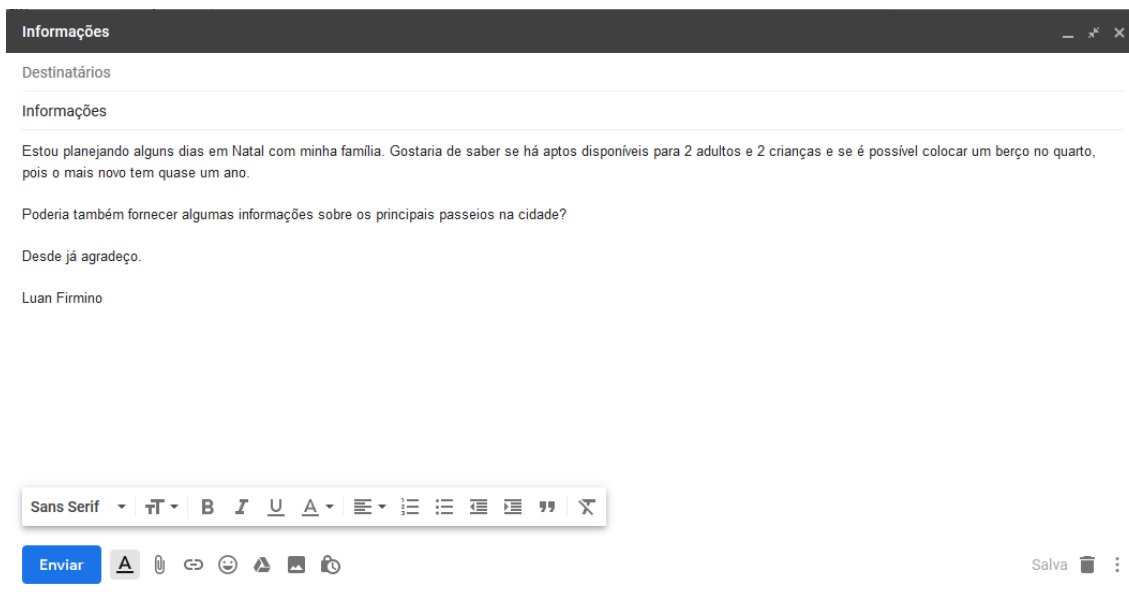 Informações
Destinatários
Informações
Estou planejando alguns dias em Natal com minha família. Gostaria de saber se há aptos disponíveis para 2 adultos e 2 crianças e se é possível colocar um berço no quarto,
pois o mais novo tem quase um ano.
Poderia também fornecer algumas informações sobre os principais passeios na cidade?
Desde já agradeço.
Luan Firmino
Sans Serif
Enviar
Salva